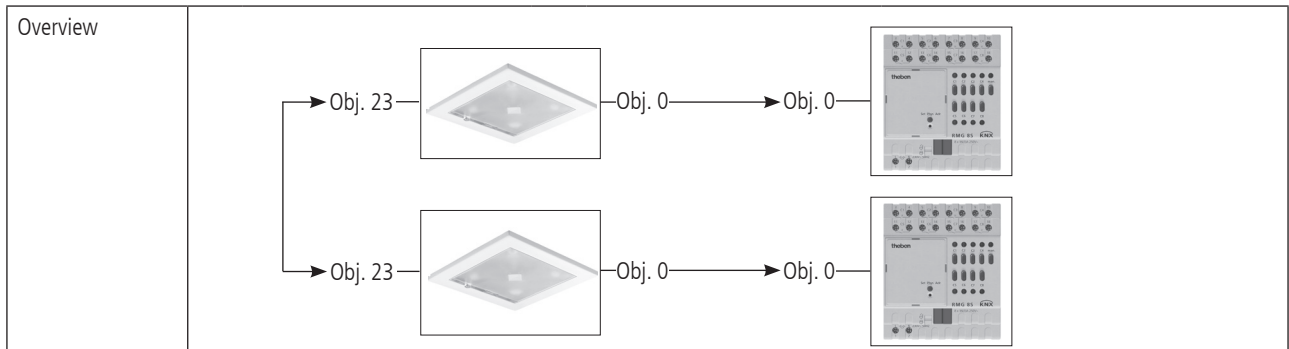 Overview
Obj. 23
Obj. 0
Obj. 0
theben
RMG 8S KNX
Obj. 23
Obj. 0
Obj. 0
theben
RMG 8S KNX